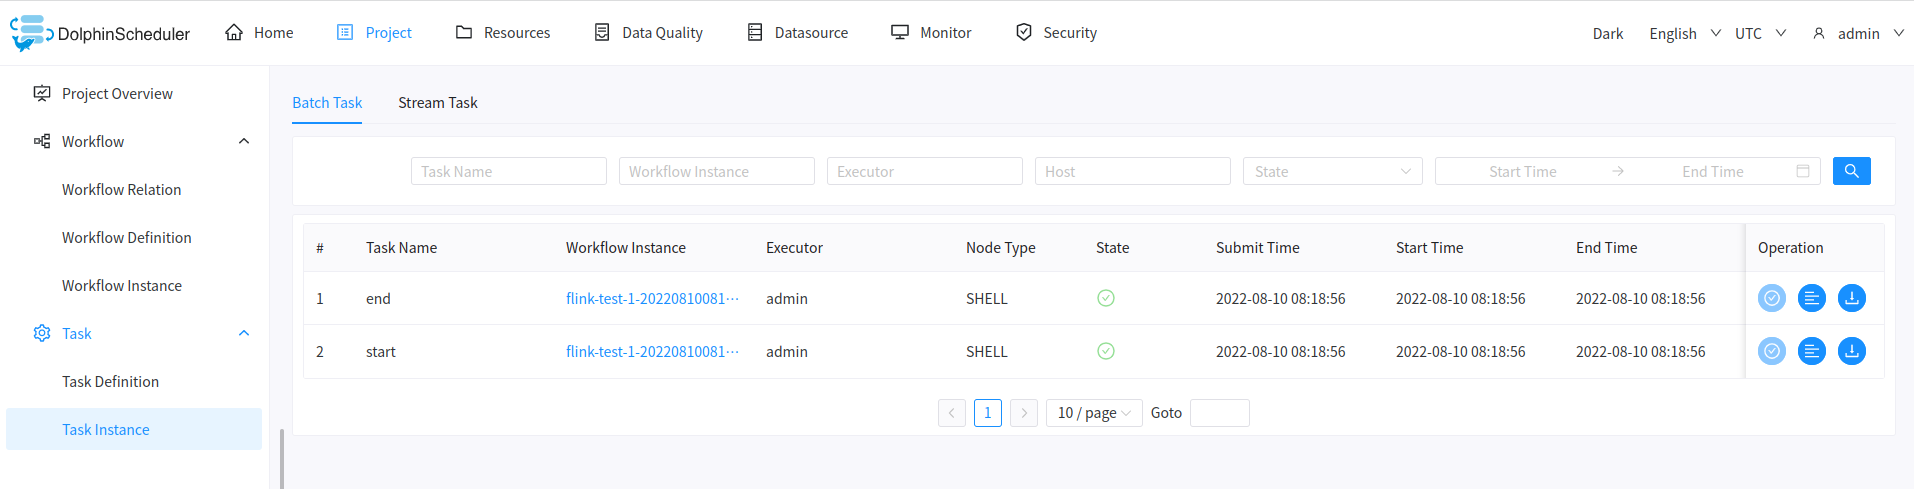 DolphinScheduler Home Project Resources Data Quality Datasource Monitor Security Dark English UTC admin
Project Overview
Workflow
Workflow Relation
Workflow Definition
Workflow Instance
Task
Task Definition
Task Instance
Batch Task Stream Task
Task Name Workflow Instance Executor Host State Start Time End Time
# Task Name Workflow Instance Executor Node Type State Submit Time Start Time End Time Operation
1 end flink-test-1-20220810081··· admin SHELL 2022-08-10 08:18:56 2022-08-10 08:18:56 2022-08-10 08:18:56
2 start flink-test-1-20220810081··· admin SHELL 2022-08-10 08:18:56 2022-08-10 08:18:56 2022-08-10 08:18:56
1 10 / page Goto